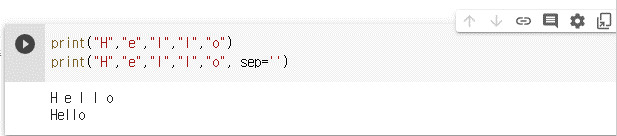 print("H","e","l","l","o")
print("H","e","l","l","o", sep='')
H e l l o
Hello